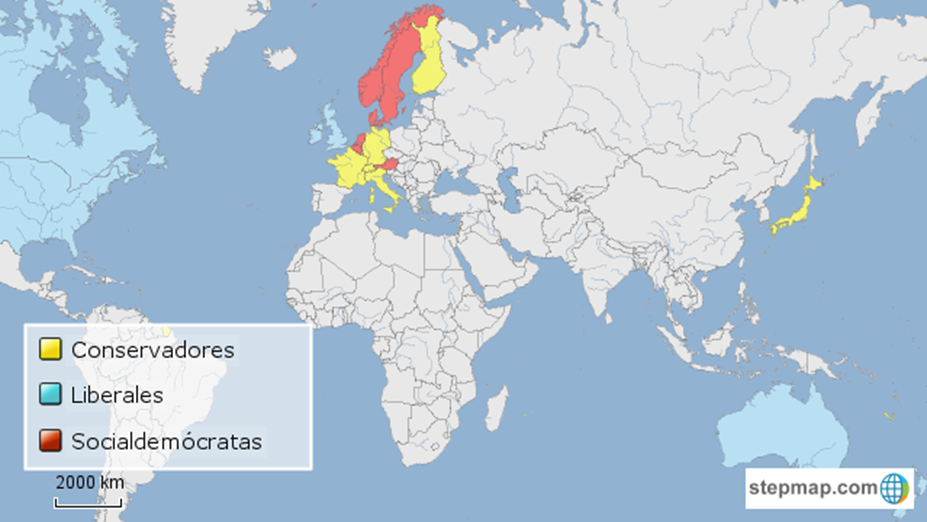 Conservadores
Liberales
Socialdemócratas
2000 km
stepmap.com